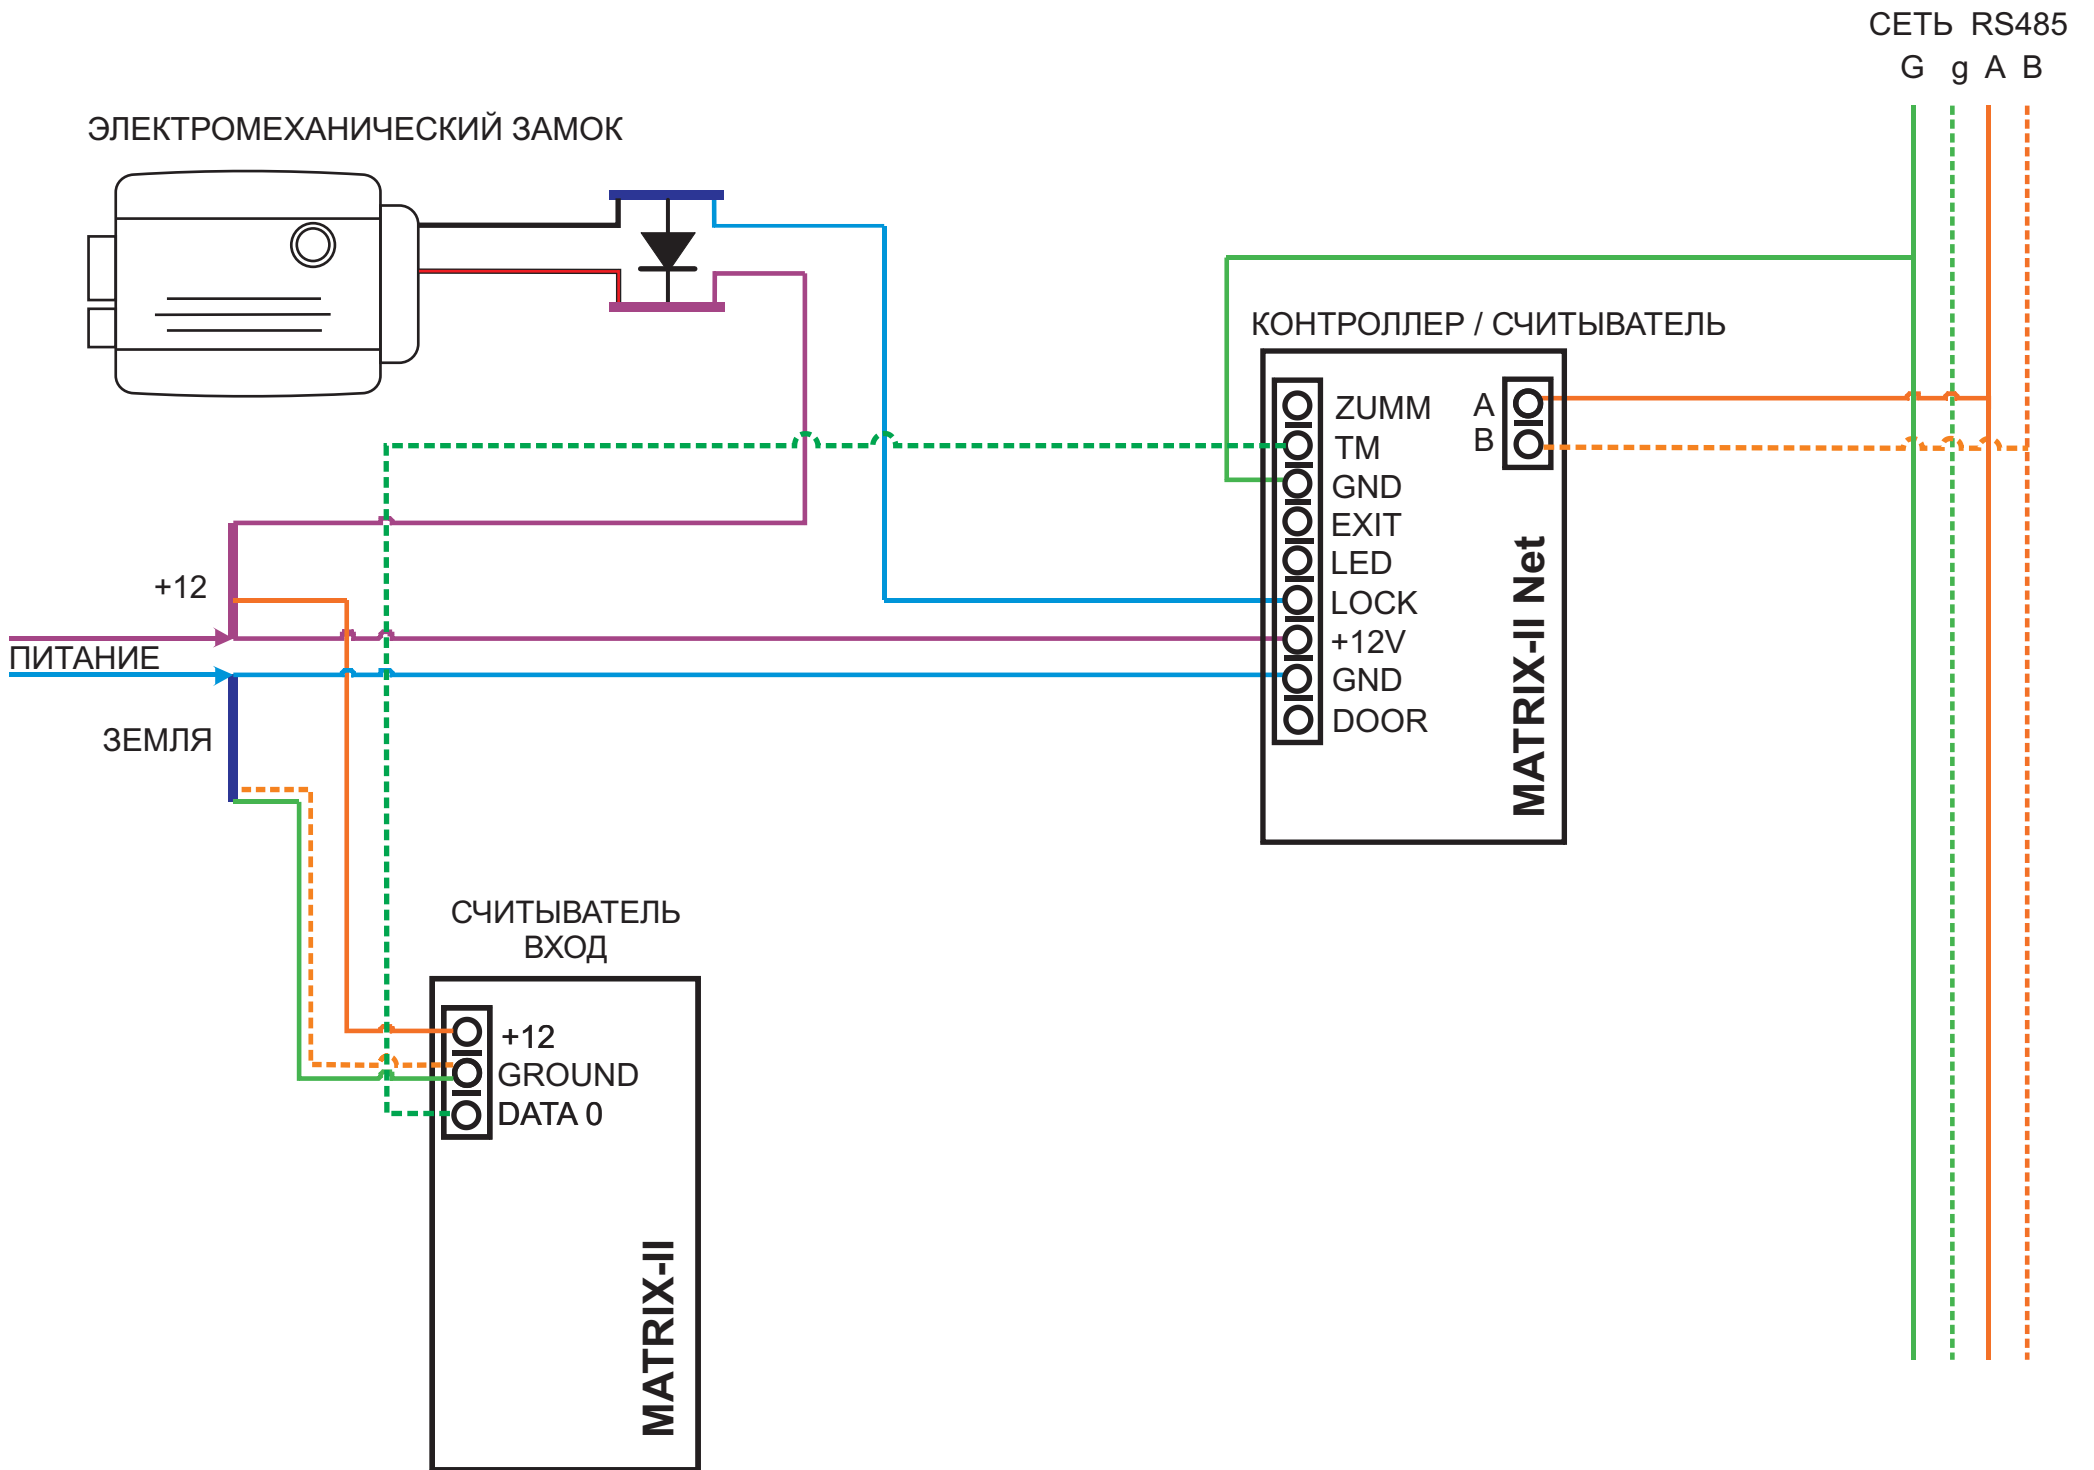 СЕТЬ RS485
G g A B
ЭЛЕКТРОМЕХАНИЧЕСКИЙ ЗАМОК
КОНТРОЛЛЕР / СЧИТЫВАТЕЛЬ
ZUMM
TM
GND
EXIT
LED
LOCK
+12V
GND
DOOR
A
B
MATRIX-II Net
+12
ПИТАНИЕ
ЗЕМЛЯ
СЧИТЫВАТЕЛЬ
ВХОД
+12
GROUND
DATA 0
MATRIX-II